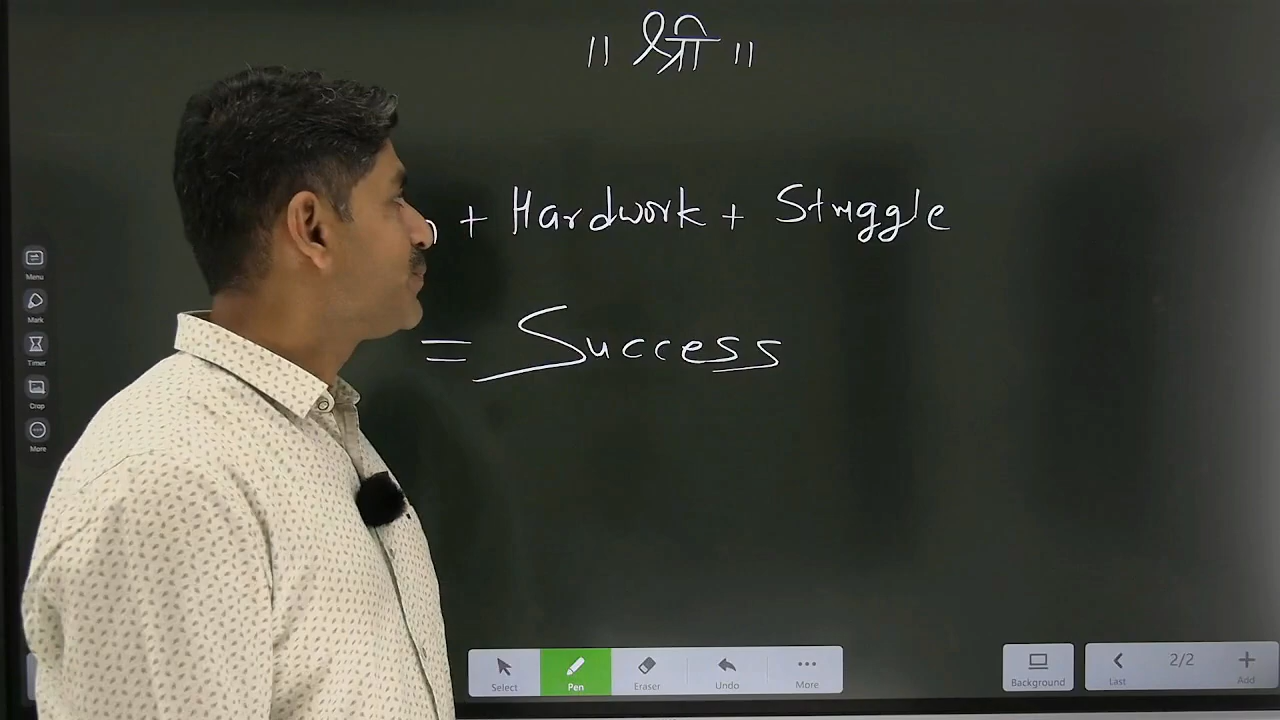 ॥ श्री ॥
+ Hardwork + Struggle
= Success
Menu
Mark
Timer
Crop
More
Select
Pen
Eraser
Undo
More
Background
Last
2/2
Add